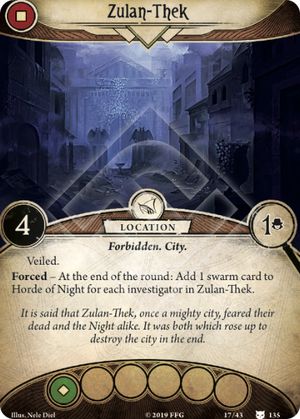 Zulan-Thek
4
LOCATION
1
Forbidden. City.
Veiled.
Forced – At the end of the round: Add 1 swarm card to
Horde of Night for each investigator in Zulan-Thek.
It is said that Zulan-Thek, once a mighty city, feared their
dead and the Night alike. It was both which rose up to
destroy the city in the end.
Illus. Nele Diel
© 2019 FFG
17/43
135